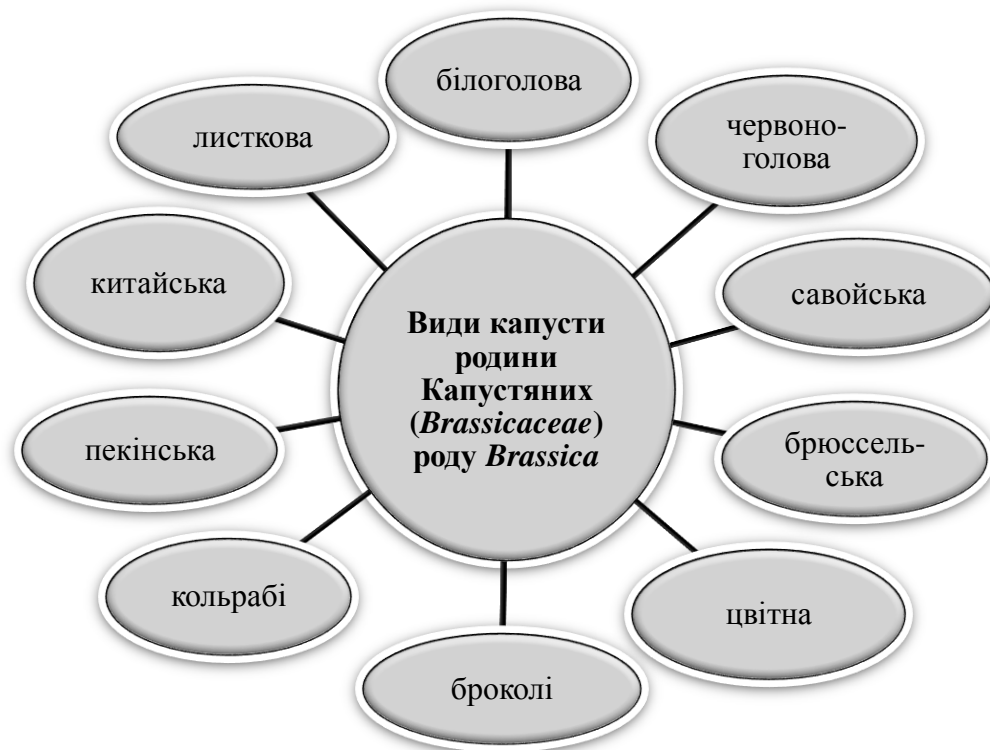 білоголова
червоно-
голова
савойська
брюссель-
ська
цвітна
броколі
кольрабі
пекінська
китайська
листкова
Види капусти
родини
Капустяних
(Brassicaceae)
роду Brassica